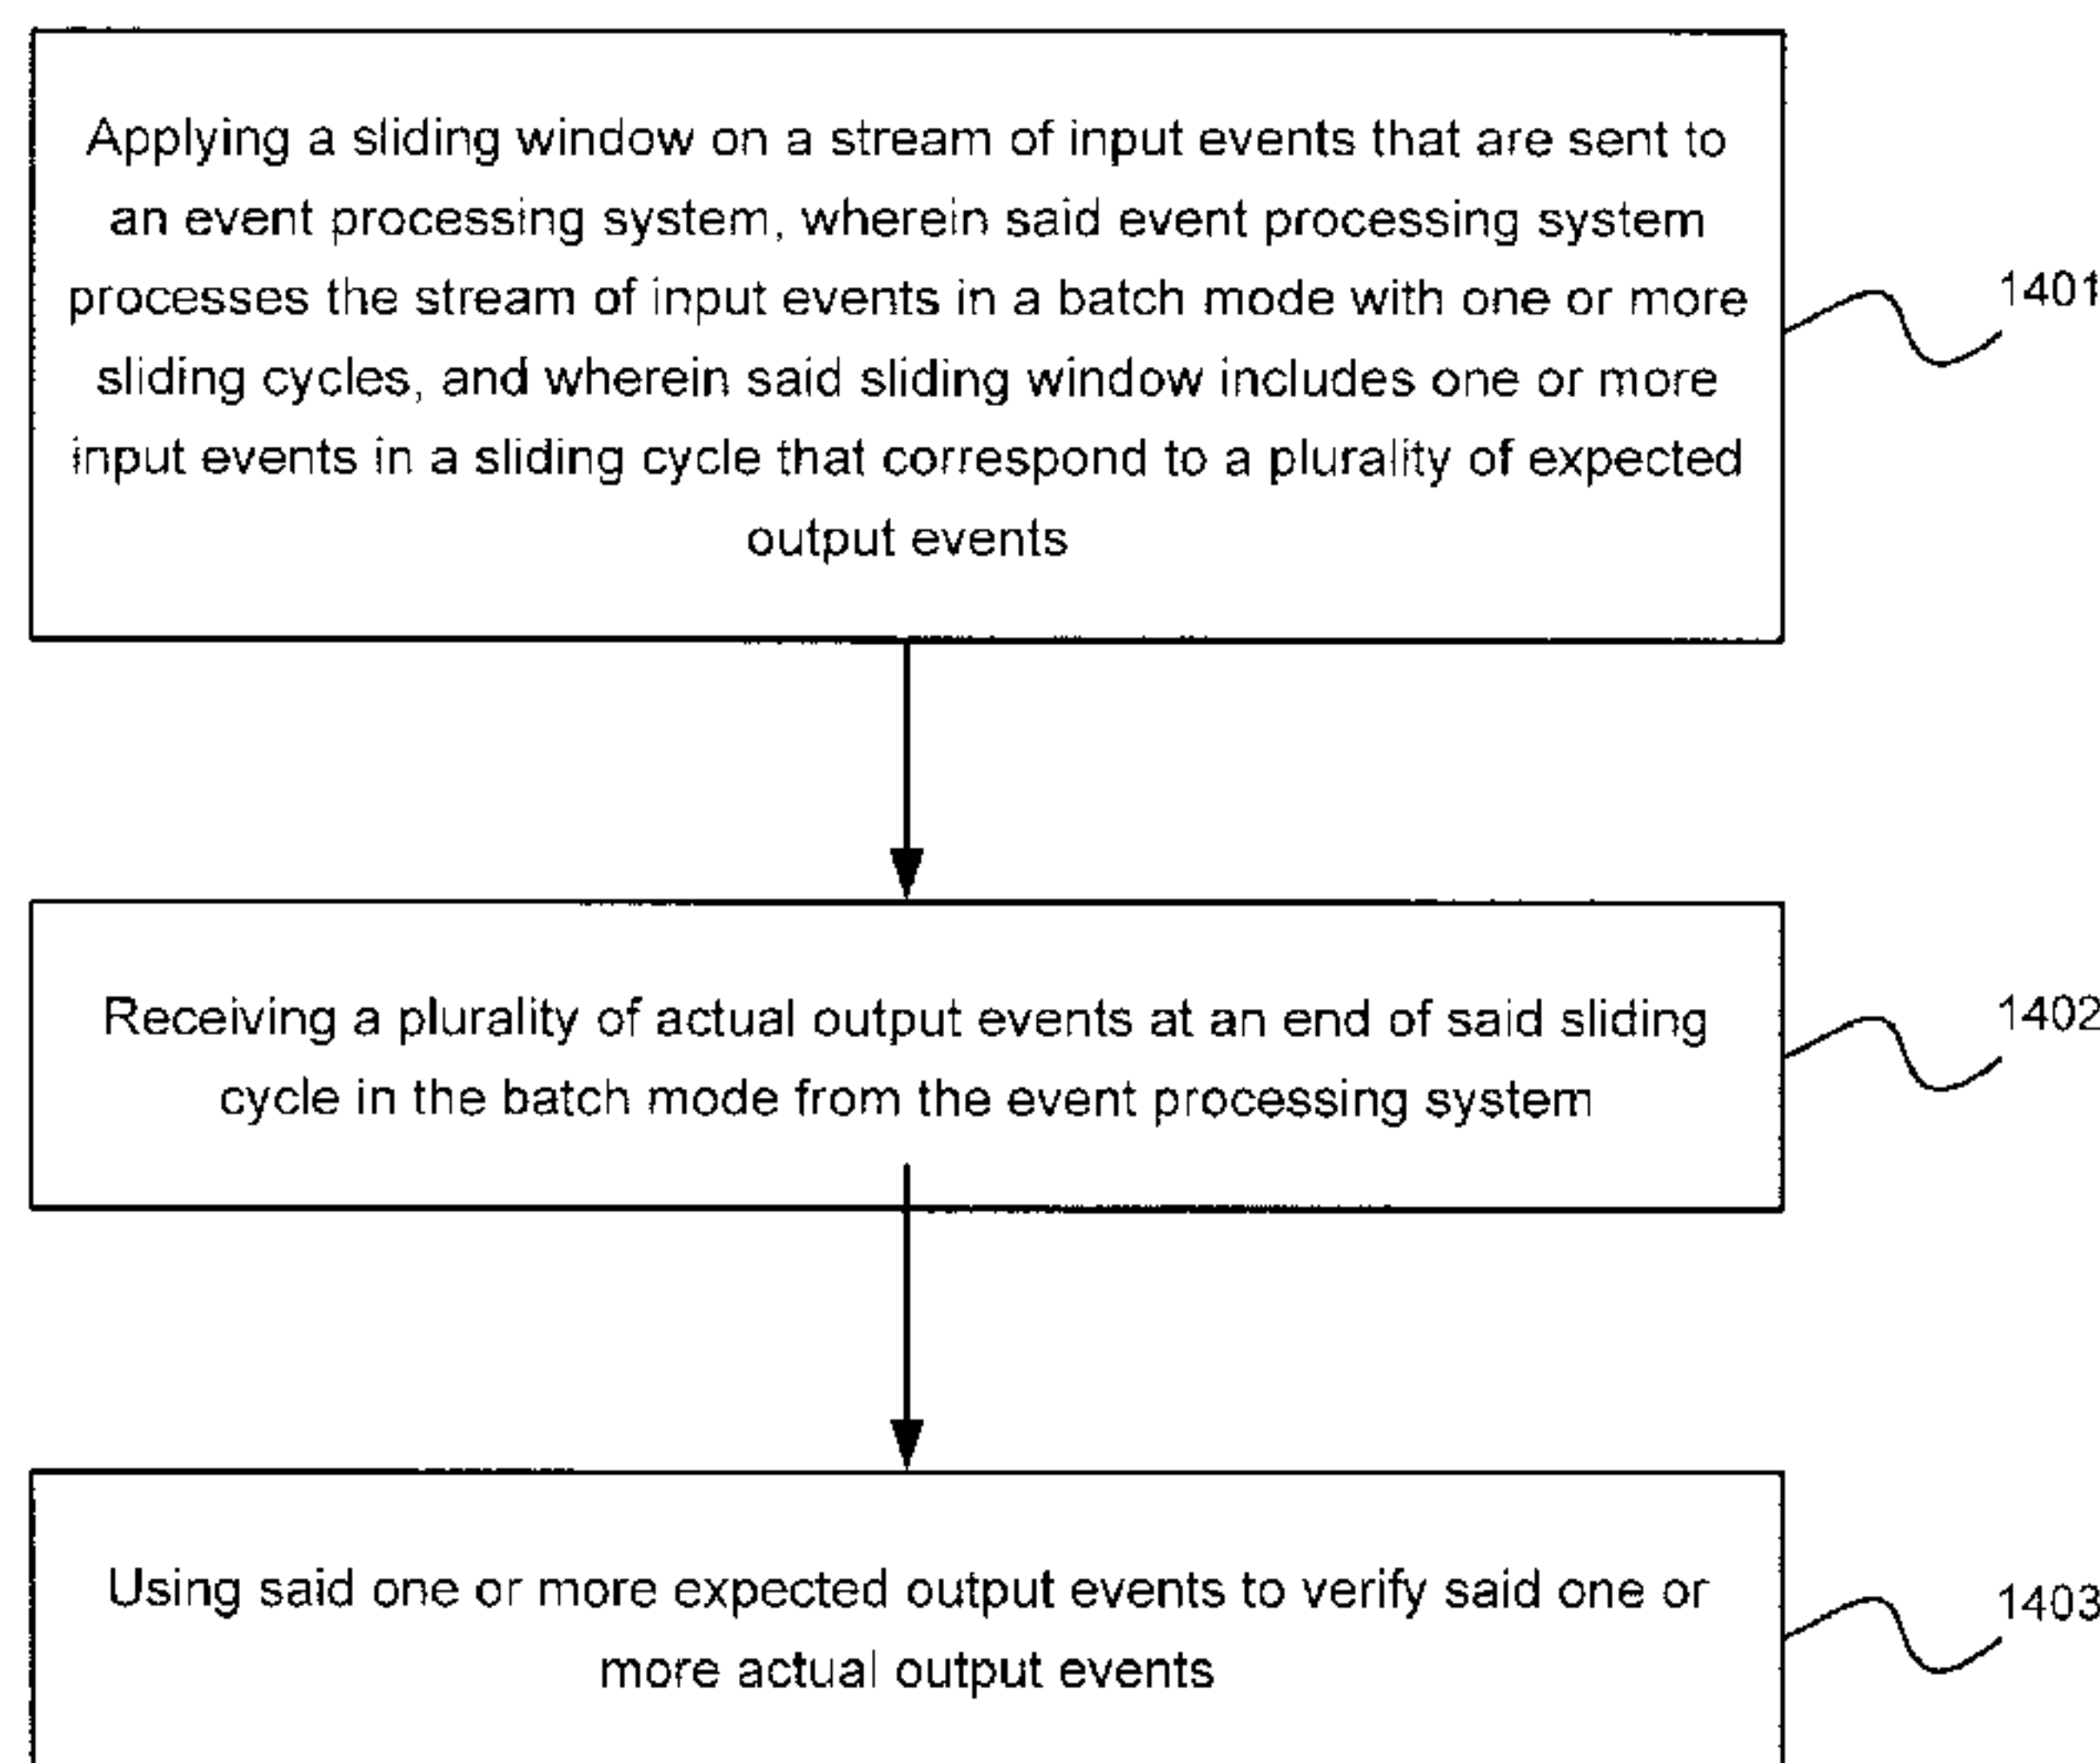 Applying a sliding window on a stream of input events that are sent to
an event processing system, wherein said event processing system
processes the stream of input events in a batch mode with one or more
sliding cycles, and wherein said sliding window includes one or more
input events in a sliding cycle that correspond to a plurality of expected
output events
1401
Receiving a plurality of actual output events at an end of said sliding
cycle in the batch mode from the event processing system
1402
Using said one or more expected output events to verify said one or
more actual output events
1403